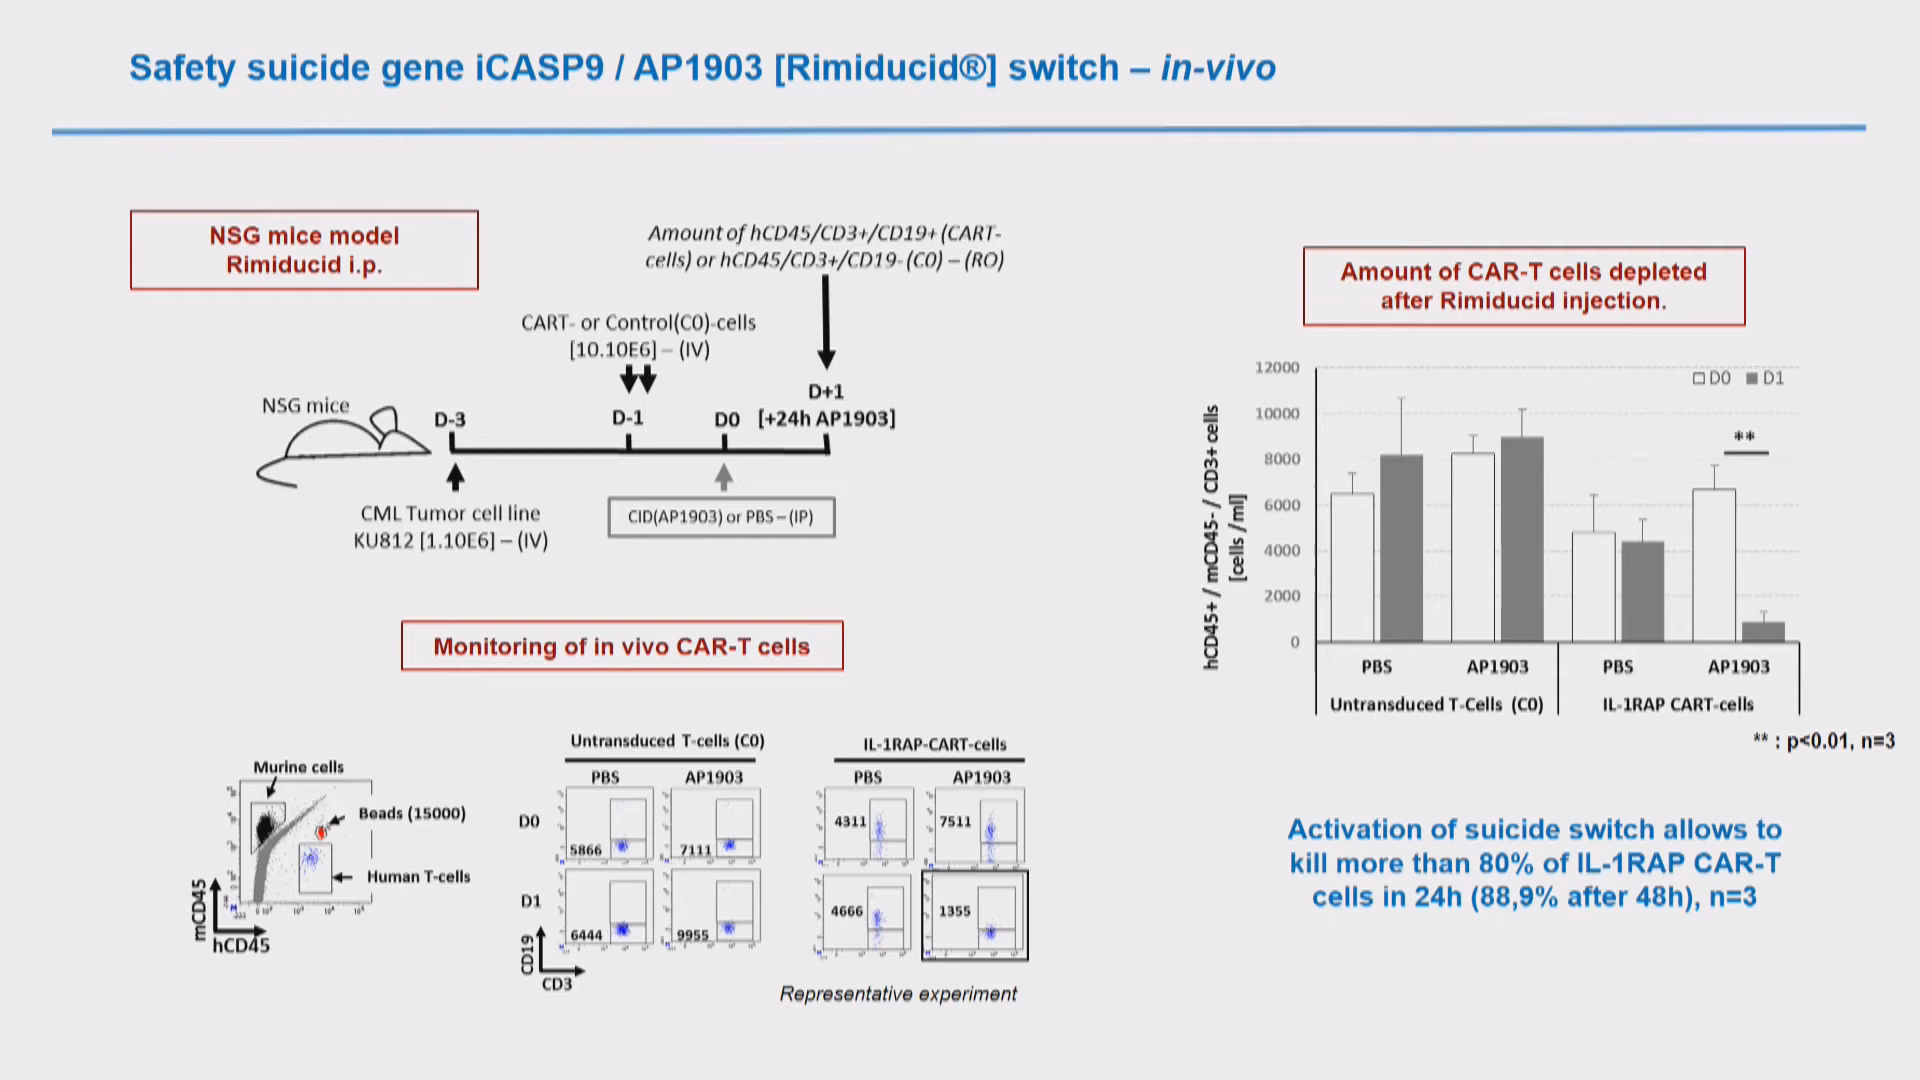 Safety suicide gene iCASP9 / AP1903 [Rimiducid®] switch – in-vivo
NSG mice model
Rimiducid i.p.
Amount of hCD45/CD3+/CD19+ (CART-
cells) or hCD45/CD3+/CD19- (C0) – (RO)
CART- or Control(C0)-cells
[10.10E6] – (IV)
NSG mice
D-3
D-1
D0
D+1
[+24h AP1903]
CML Tumor cell line
KU812 [1.10E6] – (IV)
CID(AP1903) or PBS – (IP)
Monitoring of in vivo CAR-T cells
Murine cells
Beads (15000)
Human T-cells
mCD45
hCD45
Untransduced T-cells (C0)
IL-1RAP-CART-cells
PBS
AP1903
PBS
AP1903
D0
5866
7111
4311
7511
D1
6444
9955
4666
1355
CD19
CD3
Representative experiment
Amount of CAR-T cells depleted
after Rimiducid injection.
hCD45+ / mCD45- / CD3+ cells
[cells /ml]
12000
10000
8000
6000
4000
2000
0
D0
D1
**
PBS
AP1903
PBS
AP1903
Untransduced T-Cells (C0)
IL-1RAP CART-cells
** : p<0.01, n=3
Activation of suicide switch allows to
kill more than 80% of IL-1RAP CAR-T
cells in 24h (88,9% after 48h), n=3